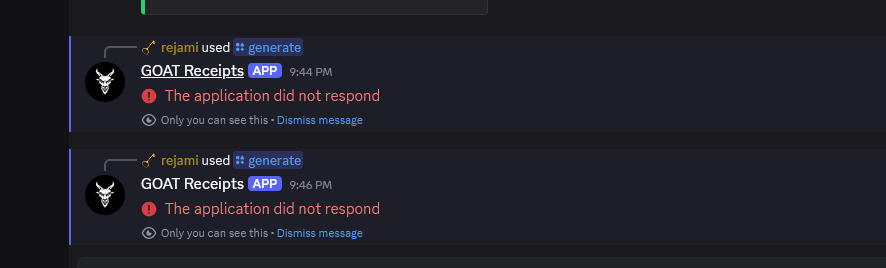 rejami used generate
GOAT Receipts APP 9:44 PM
The application did not respond
Only you can see this • Dismiss message
rejami used generate
GOAT Receipts APP 9:46 PM
The application did not respond
Only you can see this • Dismiss message